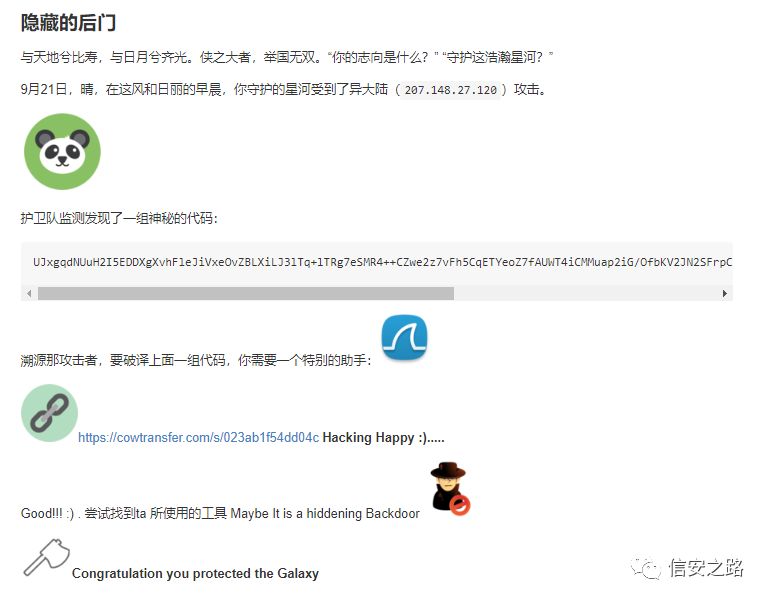 隐藏的后门
与天地兮比寿，与日月兮齐光。侠之大者，举国无双。“你的志向是什么？” “守护这浩瀚星河？”
9月21日，晴，在这风和日丽的早晨，你守护的星河受到了异大陆（ 207.148.27.120 ）攻击。
护卫队监测发现了一组神秘的代码：
UJxgqdNUuH2I5EDDXgXvhFleJiVxeOvZBLXiLJ3lTq+lTRg7eSMR4++CZwe2z7vFh5CqETYeoZ7fAUWT4iCMMuap2iG/OfbKV2JN2SFrpC
溯源那攻击者，要破译上面一组代码，你需要一个特别的助手：
https://cowtransfer.com/s/023ab1f54dd04c Hacking Happy :).....
Good!!! :) . 尝试找到ta 所使用的工具 Maybe It is a hiddening Backdoor
Congratulation you protected the Galaxy
信安之路